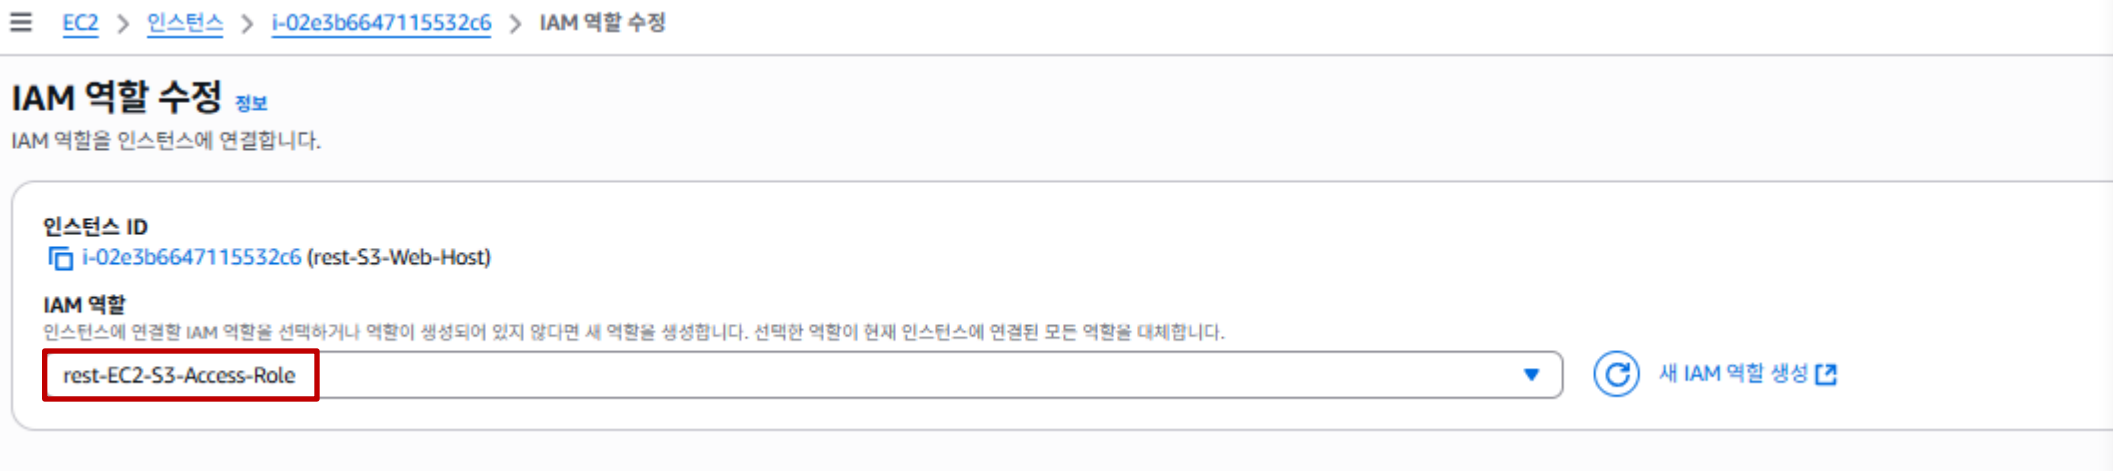 EC2 > 인스턴스 > i-02e3b6647115532c6 > IAM 역할 수정
IAM 역할 수정 정보
IAM 역할을 인스턴스에 연결합니다.
인스턴스 ID
i-02e3b6647115532c6 (rest-S3-Web-Host)
IAM 역할
인스턴스에 연결할 IAM 역할을 선택하거나 역할이 생성되어 있지 않다면 새 역할을 생성합니다. 선택한 역할이 현재 인스턴스에 연결된 모든 역할을 대체합니다.
rest-EC2-S3-Access-Role
새 IAM 역할 생성